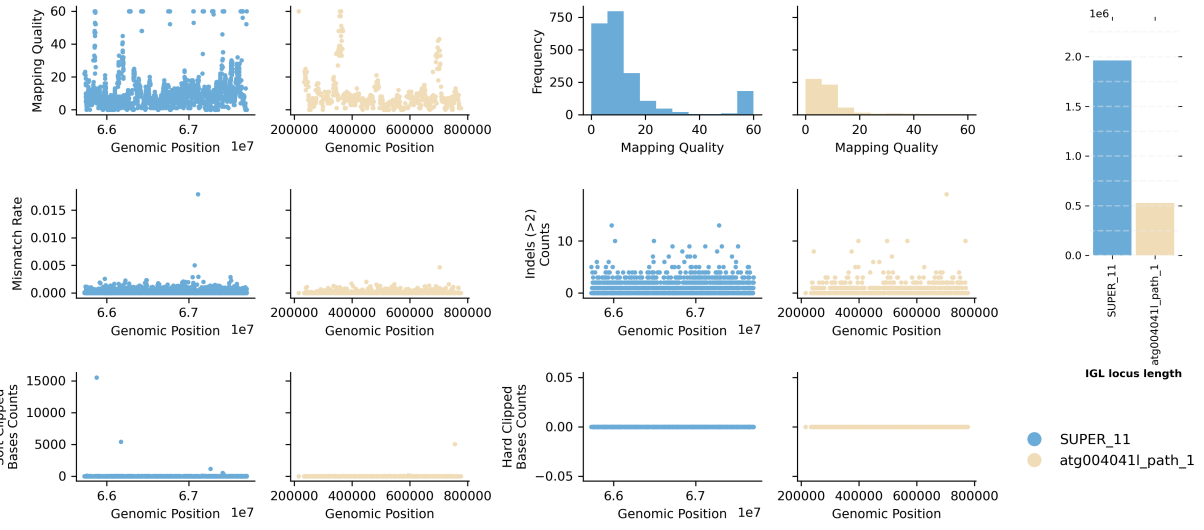 Mapping Quality
60
40
20
0
6.6
6.7
Genomic Position
1e7
200000
400000
600000
800000
Genomic Position
Frequency
750
500
250
0
0
20
40
60
Mapping Quality
0
20
40
60
Mapping Quality
1e6
2.0
1.5
1.0
0.5
0.0
SUPER_11
atg004041l_path_1
IGL locus length
Mismatch Rate
0.015
0.010
0.005
0.000
6.6
6.7
Genomic Position
1e7
200000
400000
600000
800000
Genomic Position
Indels (>2)
Counts
10
0
6.6
6.7
Genomic Position
1e7
200000
400000
600000
800000
Genomic Position
Bases Counts
15000
10000
5000
0
6.6
6.7
Genomic Position
1e7
200000
400000
600000
800000
Genomic Position
Hard Clipped
Bases Counts
0.05
0.00
−0.05
6.6
6.7
Genomic Position
1e7
200000
400000
600000
800000
Genomic Position
SUPER_11
atg004041l_path_1